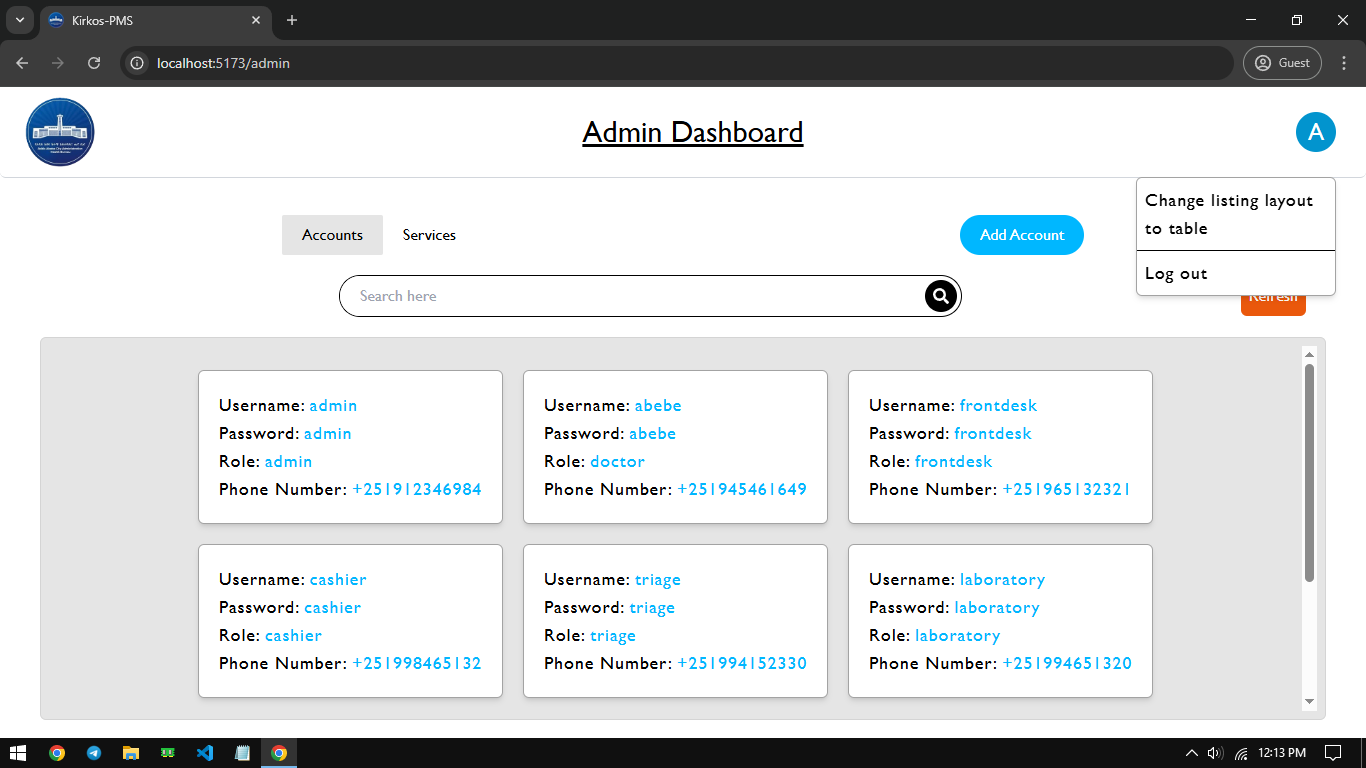 Kirkos-PMS
localhost:5173/admin
Guest
Admin Dashboard
A
Change listing layout
to table
Log out
Accounts
Services
Add Account
Search here
Refresh
Username: admin
Password: admin
Role: admin
Phone Number: +251912346984
Username: abebe
Password: abebe
Role: doctor
Phone Number: +251945461649
Username: frontdesk
Password: frontdesk
Role: frontdesk
Phone Number: +251965132321
Username: cashier
Password: cashier
Role: cashier
Phone Number: +251998465132
Username: triage
Password: triage
Role: triage
Phone Number: +251994152330
Username: laboratory
Password: laboratory
Role: laboratory
Phone Number: +251994651320
12:13 PM